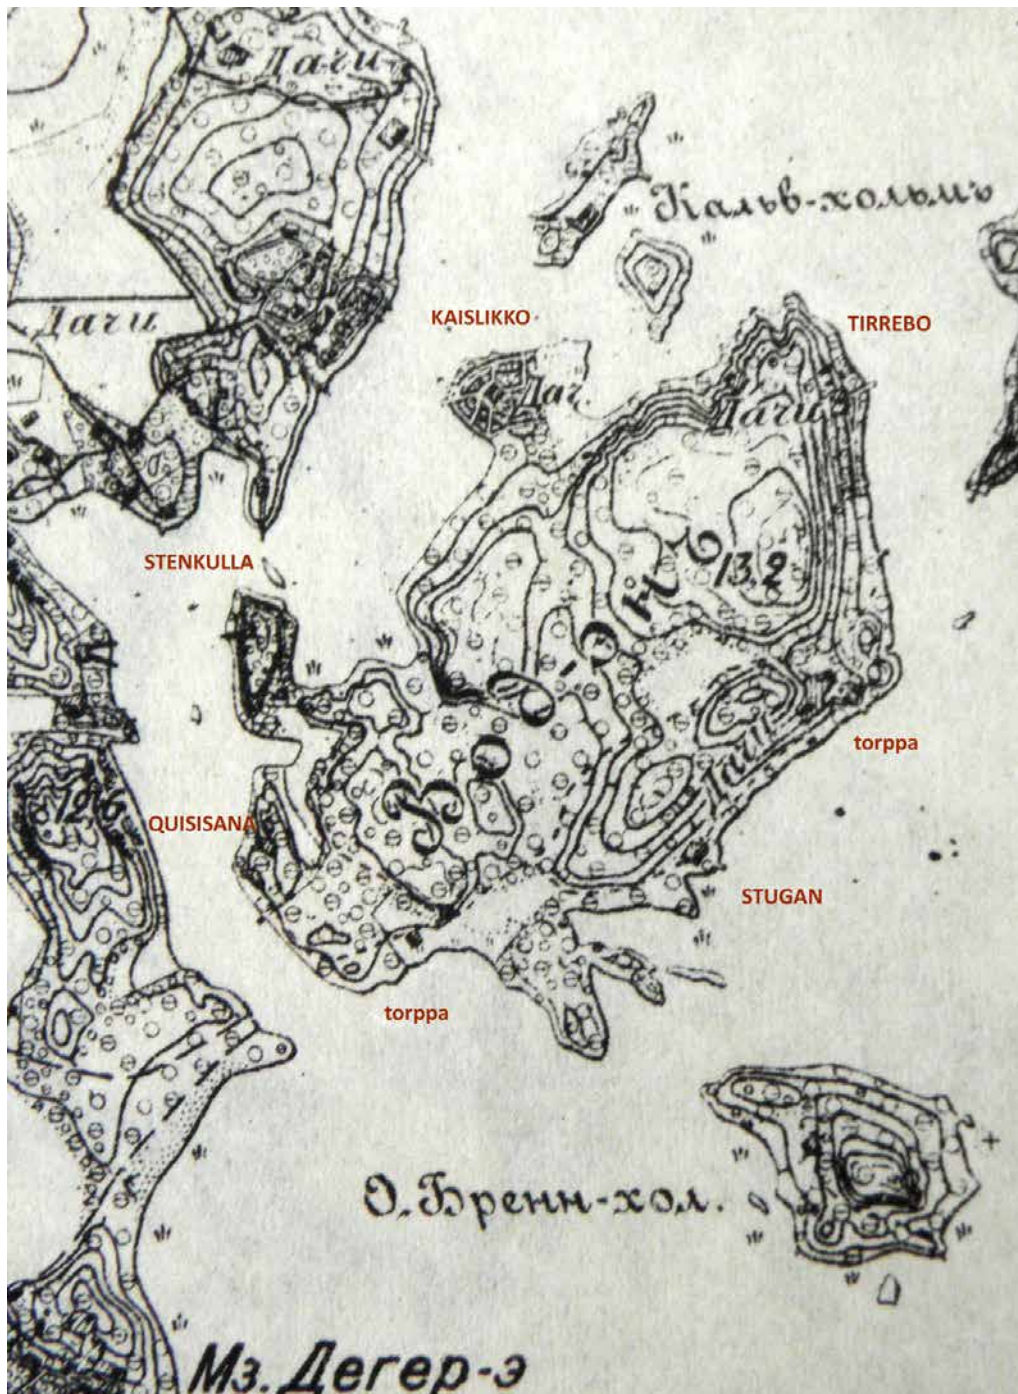 Дачи
Кальв-хольмъ
KAISLIKKO
TIRREBO
Дачи
Дач.
Дачи
STENKULLA
13,2
torppa
Дачи
12,6
QUISISANA
STUGAN
torppa
О. Бренн-хол.
Мз. Дегер-э